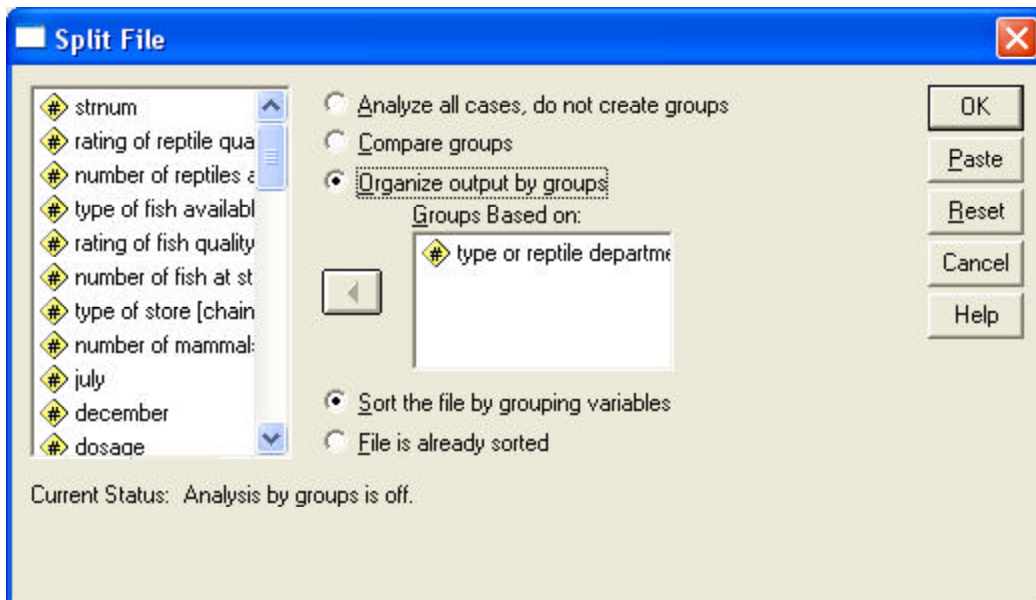 Split File
strnum
rating of reptile qua
number of reptiles a
type of fish availabl
rating of fish quality
number of fish at st
type of store [chain
number of mammal
july
december
dosage
Analyze all cases, do not create groups
Compare groups
Organize output by groups
Groups Based on:
type or reptile departme
Sort the file by grouping variables
File is already sorted
OK
Paste
Reset
Cancel
Help
Current Status: Analysis by groups is off.